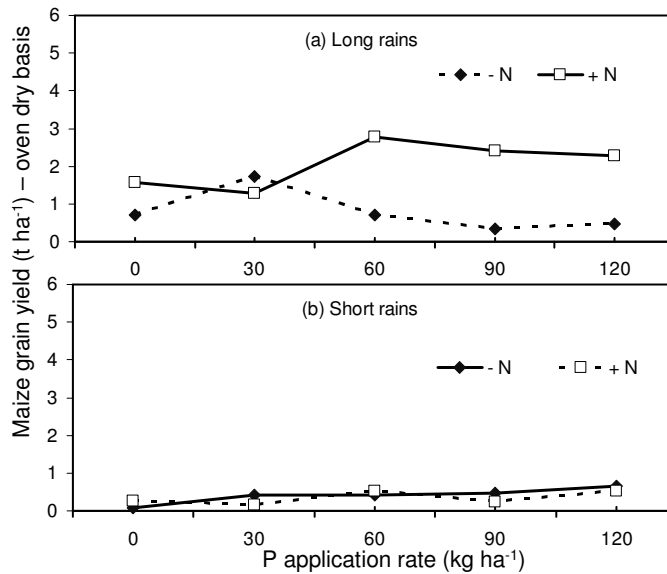 Maize grain yield (t ha⁻¹) – oven dry basis
(a) Long rains
- N + N
6
5
4
3
2
1
0
0 30 60 90 120
(b) Short rains
- N + N
6
5
4
3
2
1
0
0 30 60 90 120
P application rate (kg ha⁻¹)